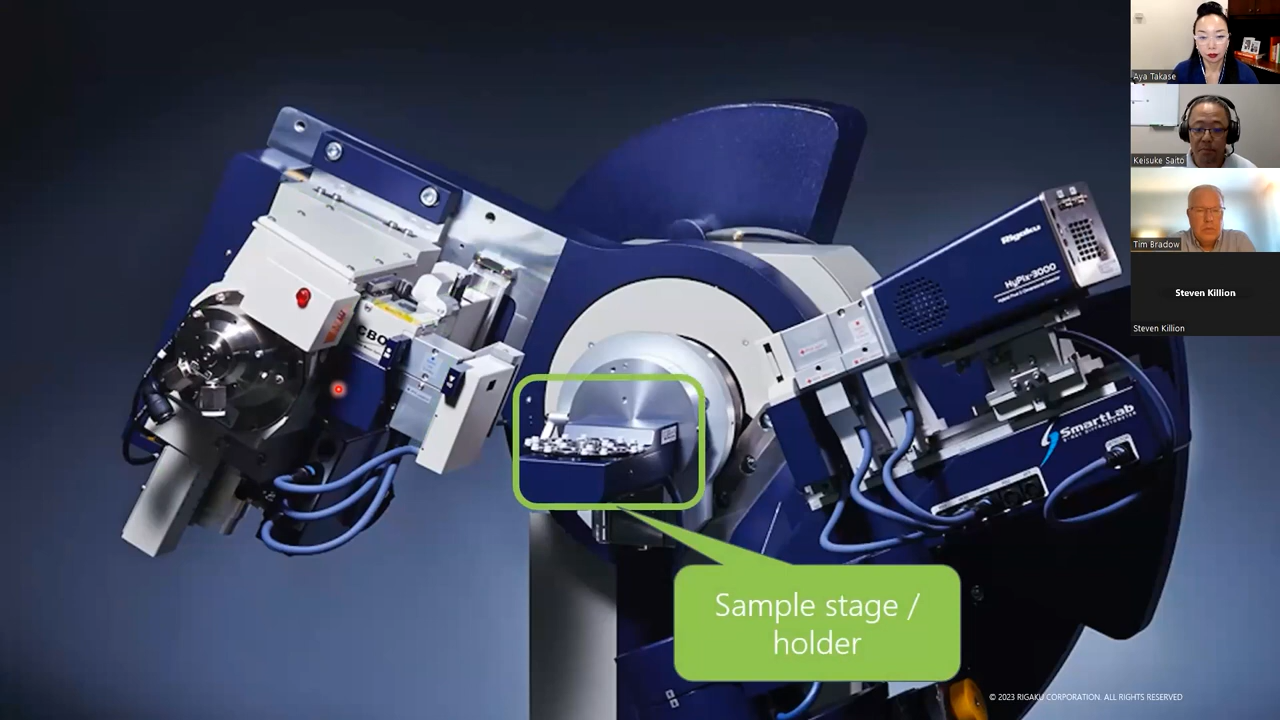 Aya Takase
Keisuke Saito
Tim Bradow
Steven Killion
Steven Killion
Rigaku
HyPix-3000
CBO
SmartLab
Sample stage /
holder
© 2023 RIGAKU CORPORATION. ALL RIGHTS RESERVED